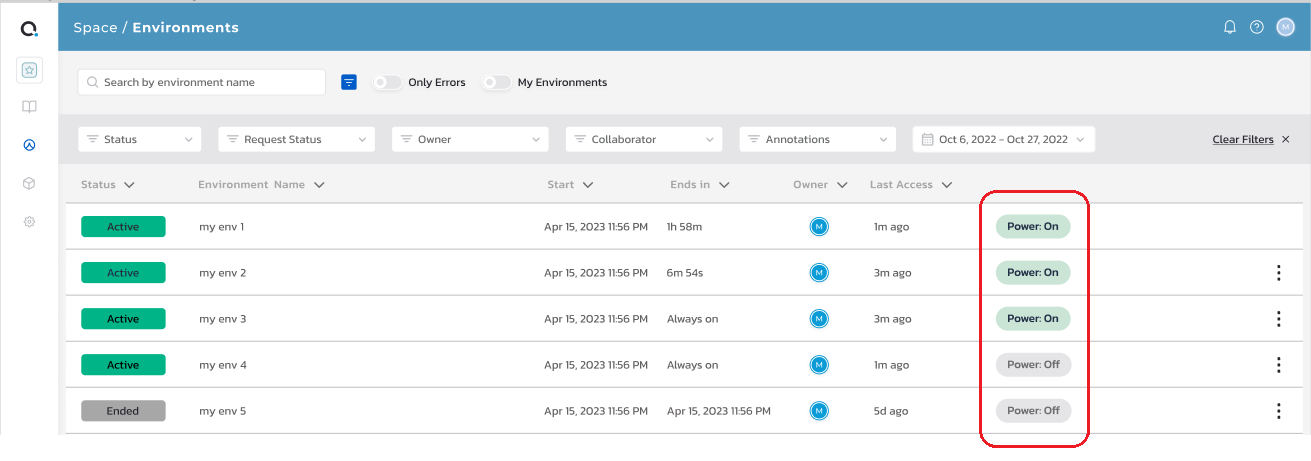 Space / Environments
M
Search by environment name
Only Errors
My Environments
Status
Request Status
Owner
Collaborator
Annotations
Oct 6, 2022 - Oct 27, 2022
Clear Filters
Status Environment Name Start Ends in Owner Last Access
Active my env 1 Apr 15, 2023 11:56 PM 1h 58m M 1m ago Power: On
Active my env 2 Apr 15, 2023 11:56 PM 6m 54s M 3m ago Power: On
Active my env 3 Apr 15, 2023 11:56 PM Always on M 3m ago Power: On
Active my env 4 Apr 15, 2023 11:56 PM Always on M 1m ago Power: Off
Ended my env 5 Apr 15, 2023 11:56 PM Apr 15, 2023 11:56 PM M 5d ago Power: Off